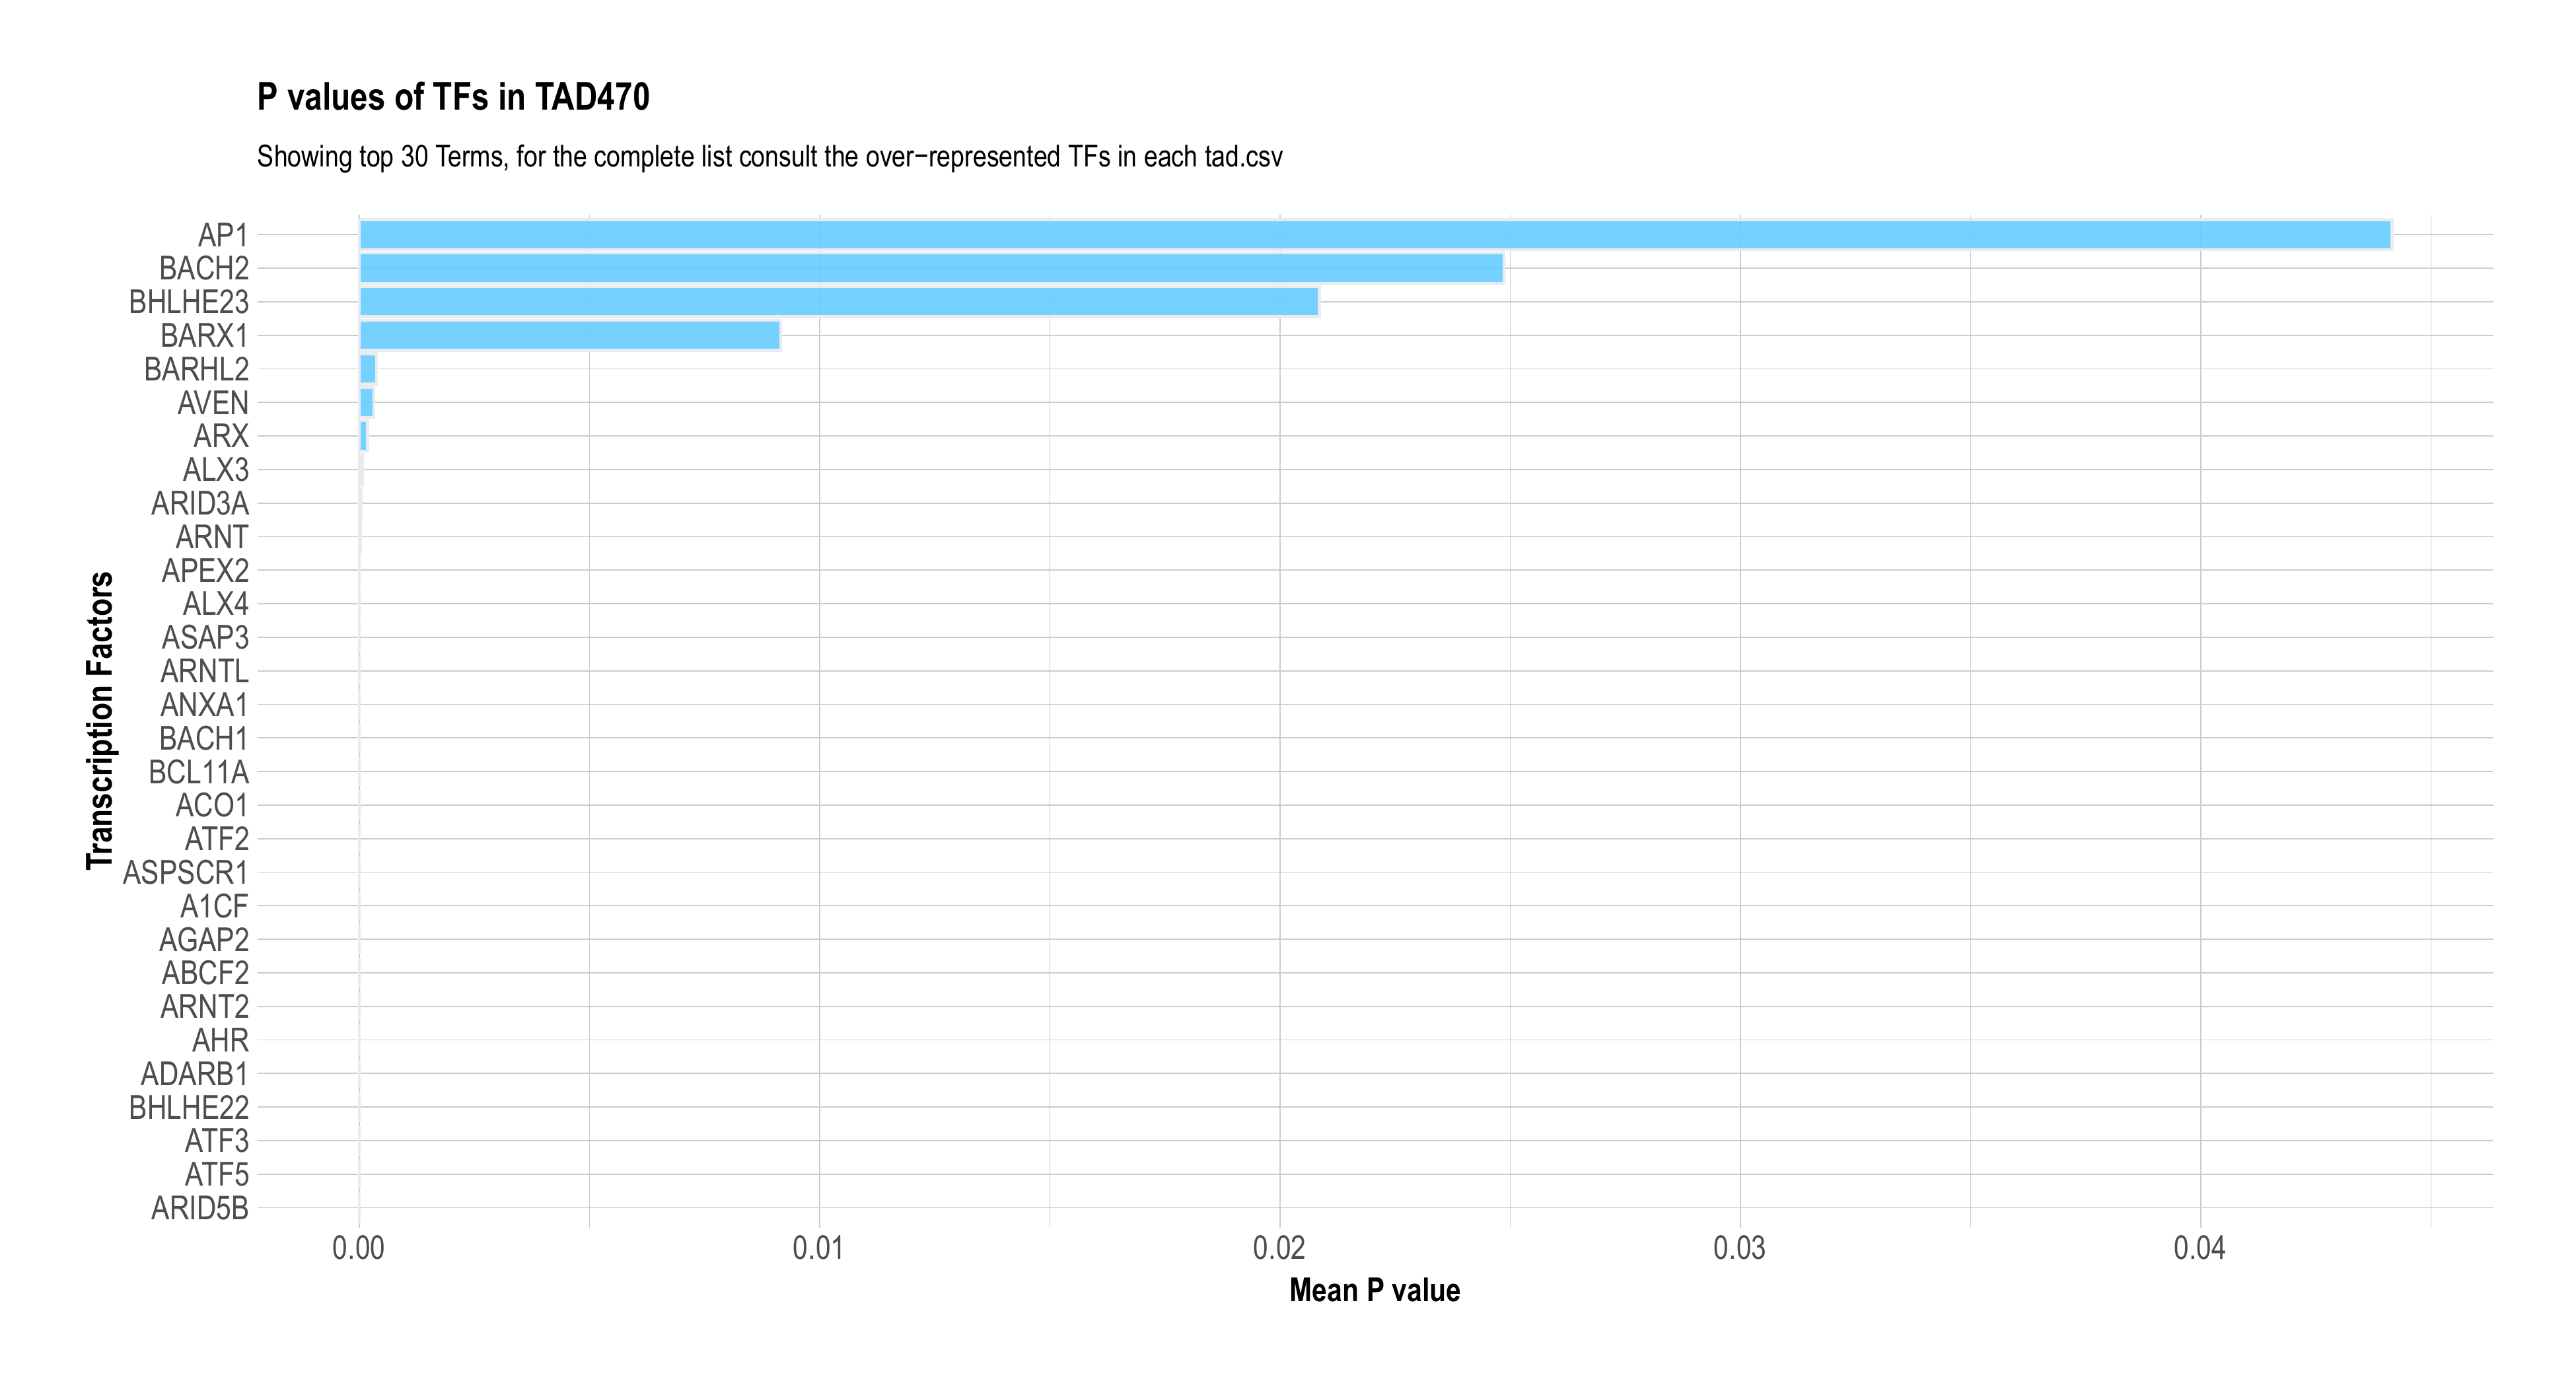 P values of TFs in TAD470
Showing top 30 Terms, for the complete list consult the over−represented TFs in each tad.csv
Transcription Factors
AP1
BACH2
BHLHE23
BARX1
BARHL2
AVEN
ARX
ALX3
ARID3A
ARNT
APEX2
ALX4
ASAP3
ARNTL
ANXA1
BACH1
BCL11A
ACO1
ATF2
ASPSCR1
A1CF
AGAP2
ABCF2
ARNT2
AHR
ADARB1
BHLHE22
ATF3
ATF5
ARID5B
0.00 0.01 0.02 0.03 0.04
Mean P value